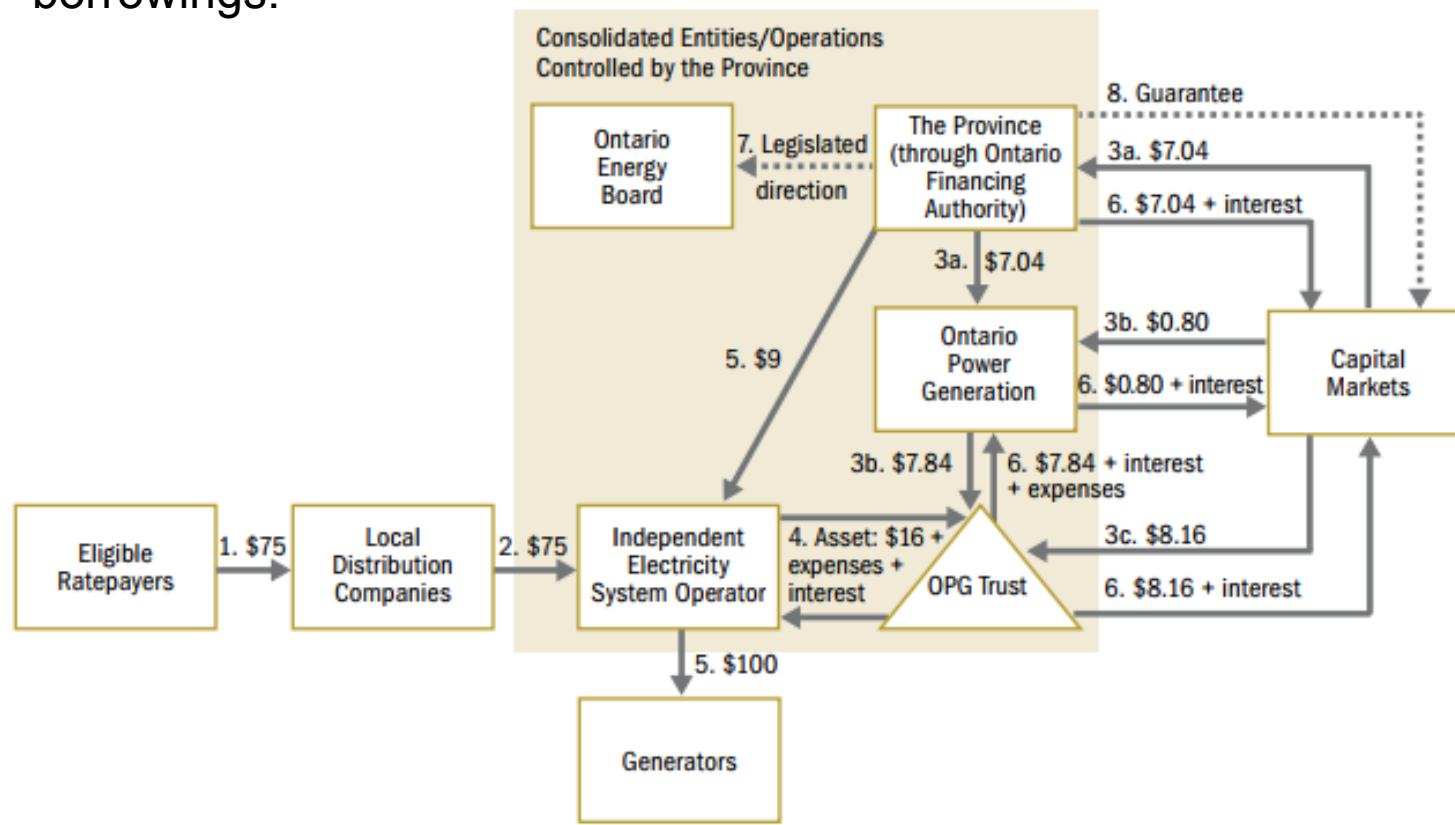 borrowings.
Consolidated Entities/Operations
Controlled by the Province
8. Guarantee
Ontario
Energy
Board
7. Legislated
direction
The Province
(through Ontario
Financing
Authority)
3a. $7.04
6. $7.04 + interest
3a. $7.04
5. $9
Ontario
Power
Generation
3b. $0.80
6. $0.80 + interest
Capital
Markets
3b. $7.84
6. $7.84 + interest
+ expenses
Eligible
Ratepayers
1. $75
Local
Distribution
Companies
2. $75
Independent
Electricity
System Operator
4. Asset: $16 +
expenses +
interest
OPG Trust
3c. $8.16
6. $8.16 + interest
5. $100
Generators